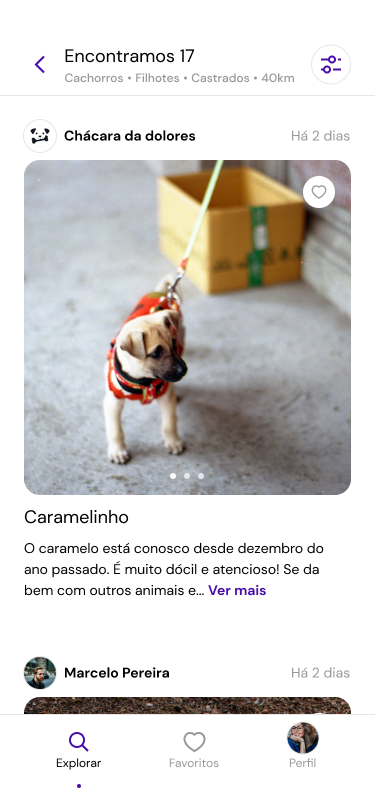 Encontramos 17
Cachorros • Filhotes • Castrados • 40km
Chácara da dolores
Há 2 dias
Caramelinho
O caramelo está conosco desde dezembro do
ano passado. É muito dócil e atencioso! Se da
bem com outros animais e... Ver mais
Marcelo Pereira
Há 2 dias
Explorar
Favoritos
Perfil